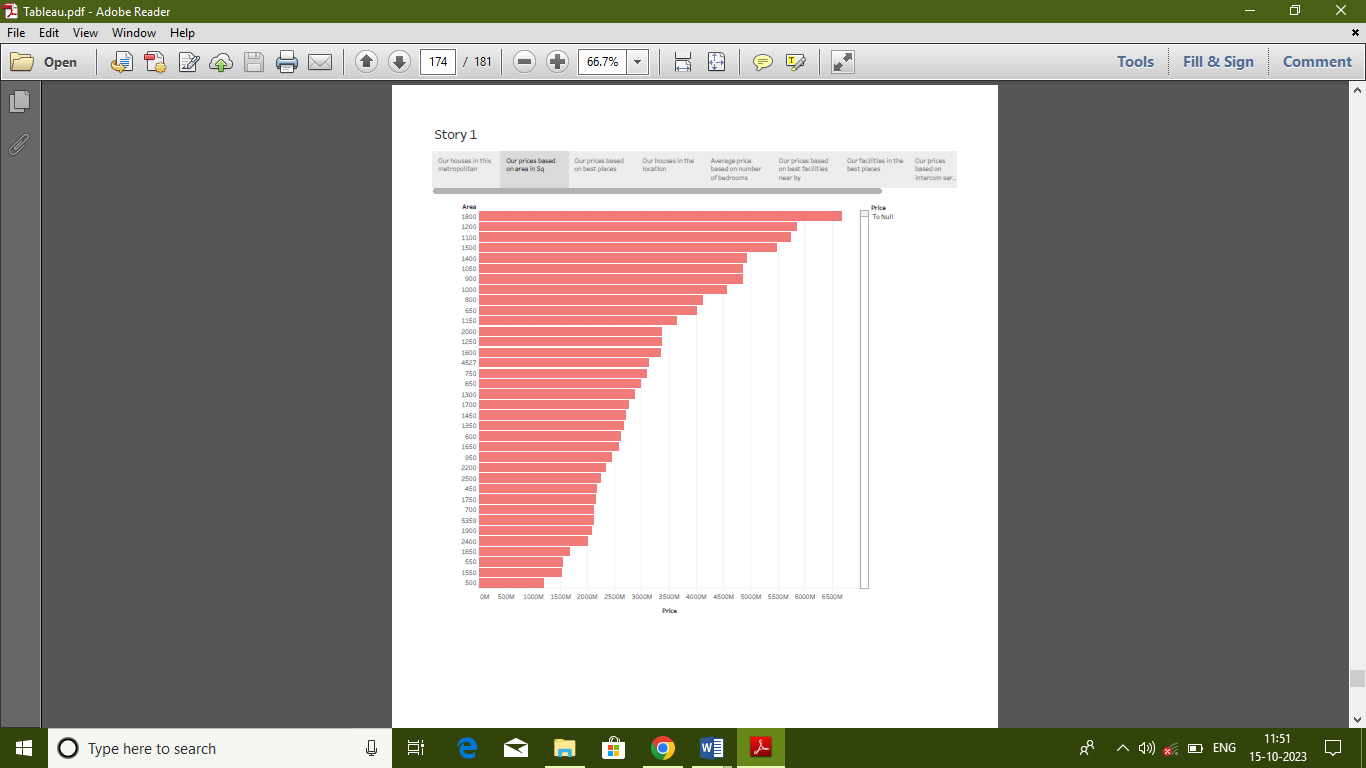 Tableau.pdf - Adobe Reader
File Edit View Window Help
Open 174 / 181 66.7% Tools Fill & Sign Comment
Story 1
Our houses in this
metropolitan
Our prices based
on area in Sq
Our prices based
on best places
Our houses in the
location
Average price
based on number
of bedrooms
Our prices based
on best facilities
near by
Our facilities in the
best places
Our prices
based on
intercom ser..
Area
1800
1200
1100
1500
1400
1050
900
1000
800
650
1150
2000
1250
1600
4527
750
850
1300
1700
1450
1350
600
1650
950
2200
2500
450
1750
700
5359
1900
2400
1850
550
1550
500
0M 500M 1000M 1500M 2000M 2500M 3000M 3500M 4000M 4500M 5000M 5500M 6000M 6500M
Price
Price
To Null
Type here to search
ENG
11:51
15-10-2023